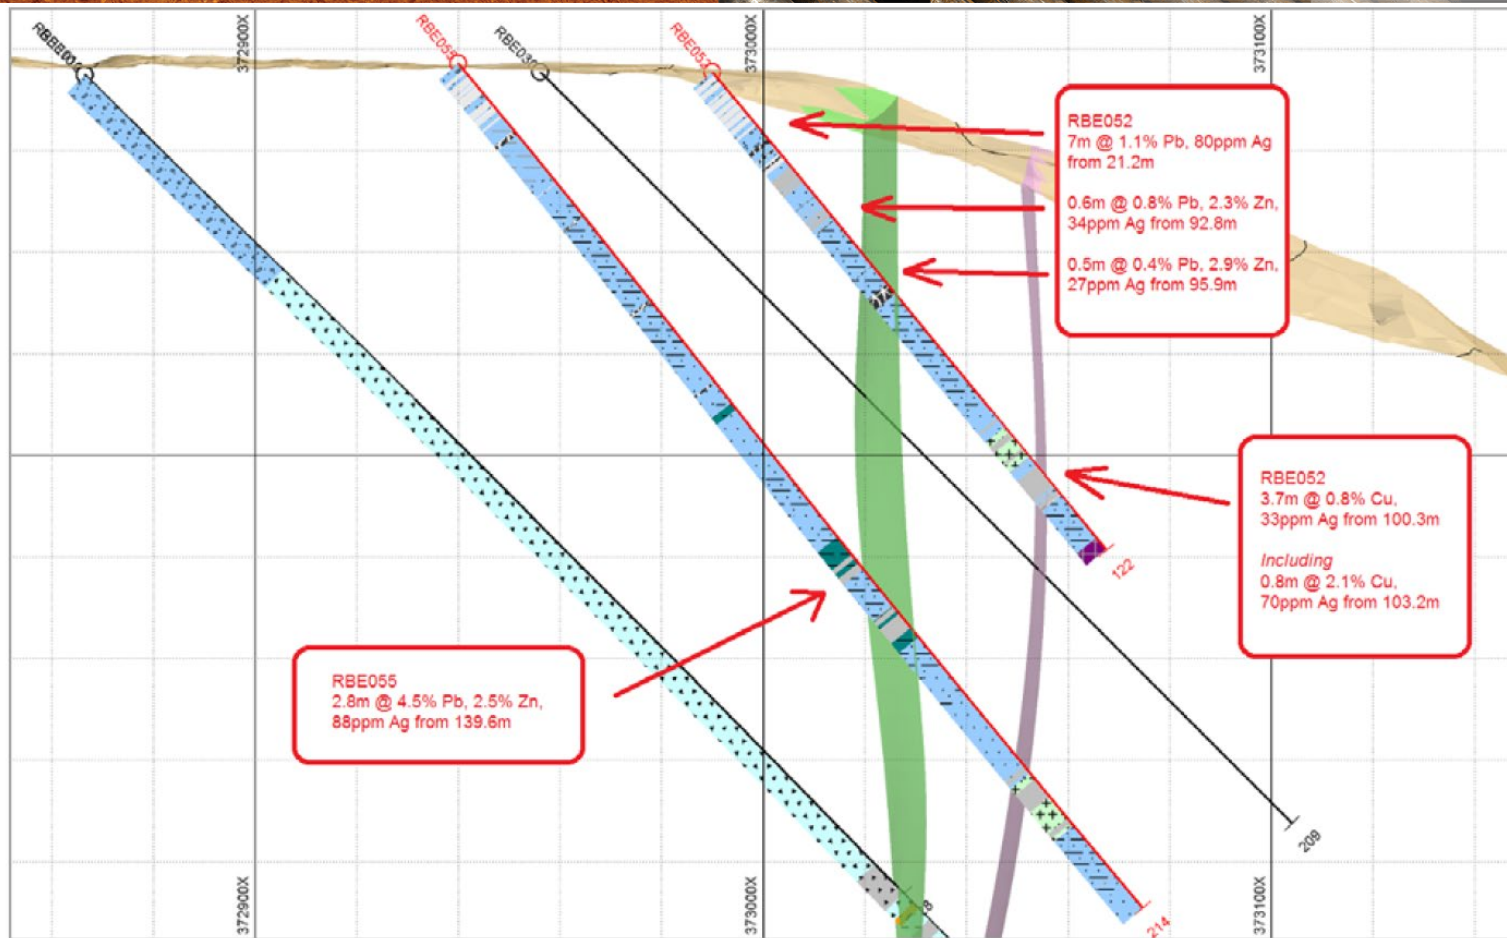 372900X
373000X
373100X
RBE055
RBE052
RBE052
7m @ 1.1% Pb, 80ppm Ag
from 21.2m
0.6m @ 0.8% Pb, 2.3% Zn,
34ppm Ag from 92.8m
0.5m @ 0.4% Pb, 2.9% Zn,
27ppm Ag from 95.9m
RBE052
3.7m @ 0.8% Cu,
33ppm Ag from 100.3m
Including
0.8m @ 2.1% Cu,
70ppm Ag from 103.2m
122
RBE055
2.8m @ 4.5% Pb, 2.5% Zn,
88ppm Ag from 139.6m
209
372900X
373000X
373100X
214